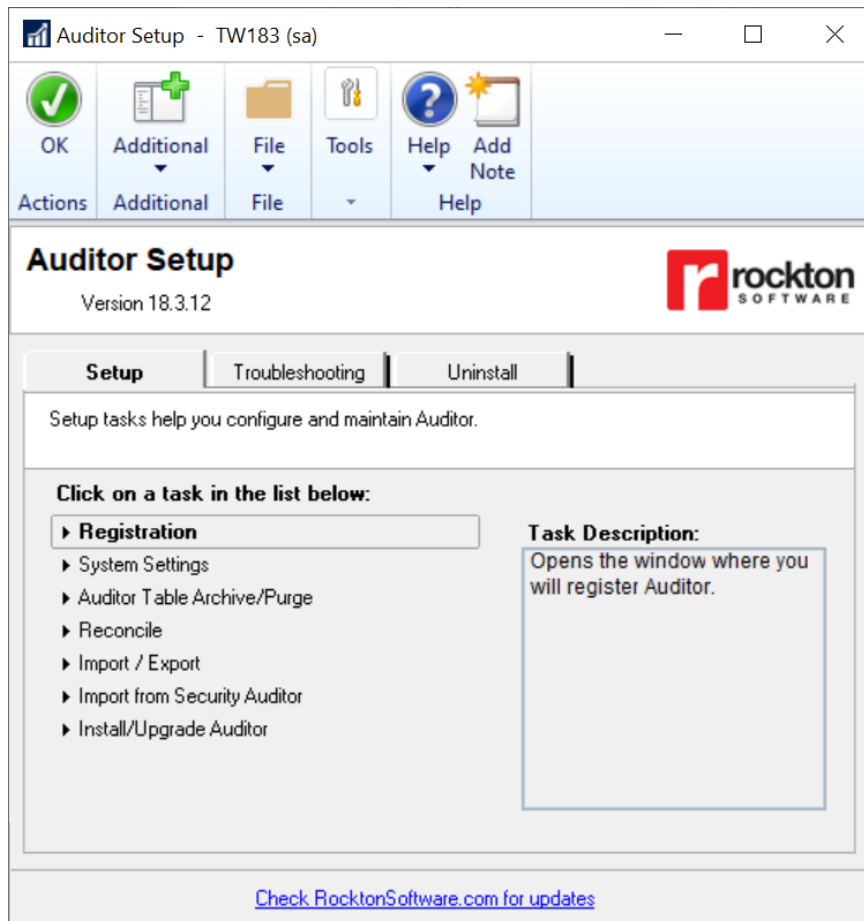 Auditor Setup - TW183 (sa)
OK
Additional
File
Tools
Help
Add
Note
Actions
Additional
File
Help
Auditor Setup
Version 18.3.12
rockton
SOFTWARE
Setup
Troubleshooting
Uninstall
Setup tasks help you configure and maintain Auditor.
Click on a task in the list below:
Registration
System Settings
Auditor Table Archive/Purge
Reconcile
Import / Export
Import from Security Auditor
Install/Upgrade Auditor
Task Description:
Opens the window where you
will register Auditor.
Check RocktonSoftware.com for updates